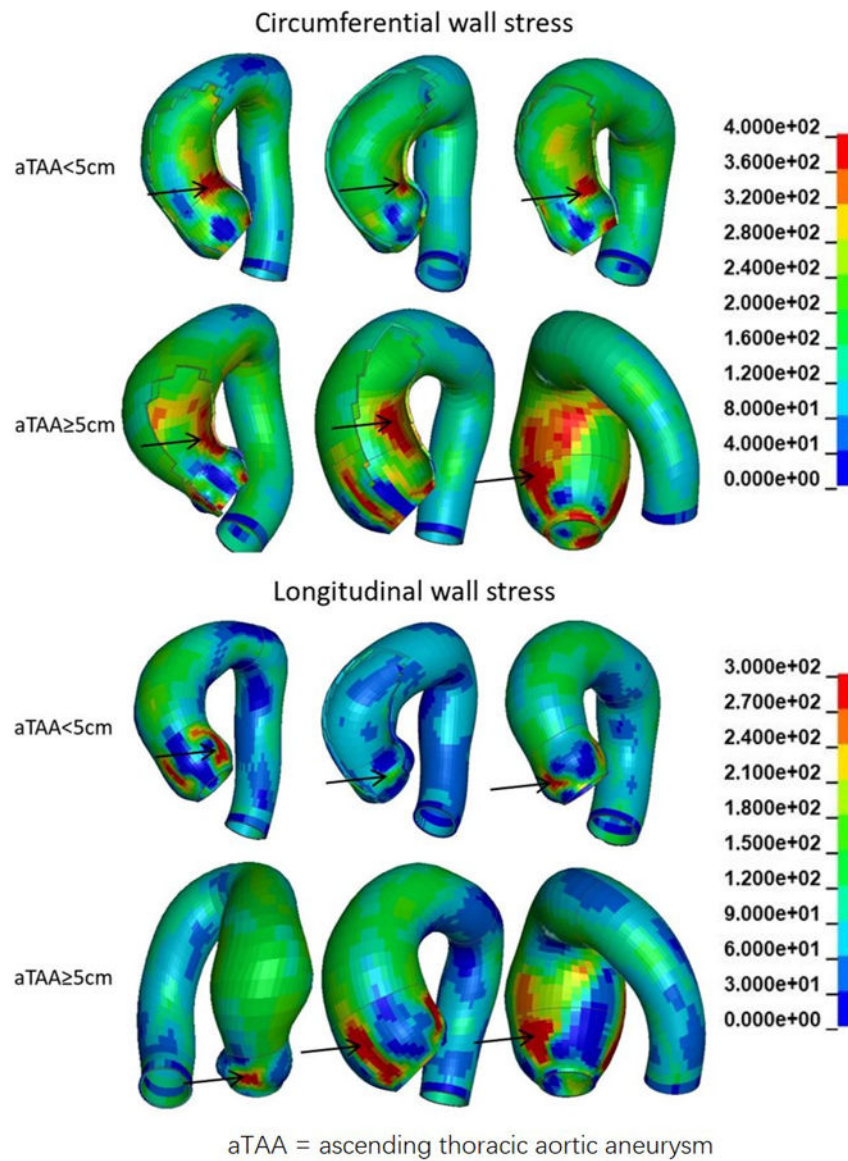 Circumferential wall stress
aTAA<5cm
aTAA≥5cm
4.000e+02
3.600e+02
3.200e+02
2.800e+02
2.400e+02
2.000e+02
1.600e+02
1.200e+02
8.000e+01
4.000e+01
0.000e+00
Longitudinal wall stress
aTAA<5cm
aTAA≥5cm
3.000e+02
2.700e+02
2.400e+02
2.100e+02
1.800e+02
1.500e+02
1.200e+02
9.000e+01
6.000e+01
3.000e+01
0.000e+00
aTAA = ascending thoracic aortic aneurysm